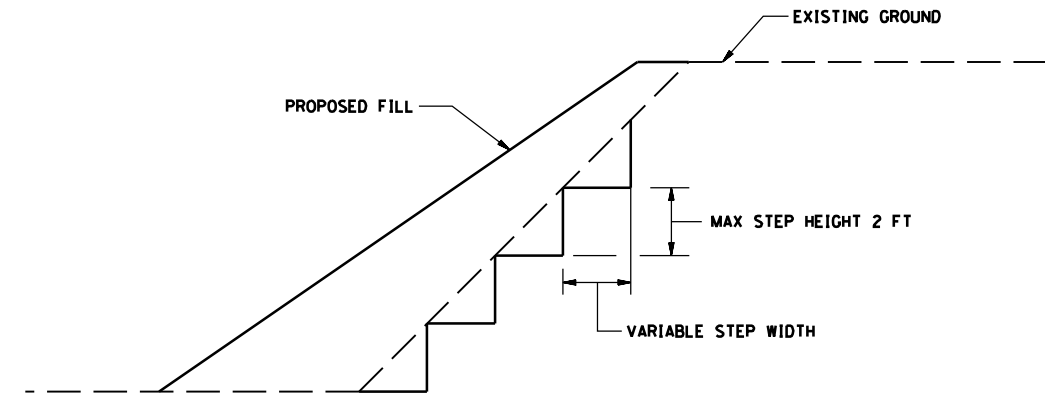 EXISTING GROUND
PROPOSED FILL
MAX STEP HEIGHT 2 FT
VARIABLE STEP WIDTH